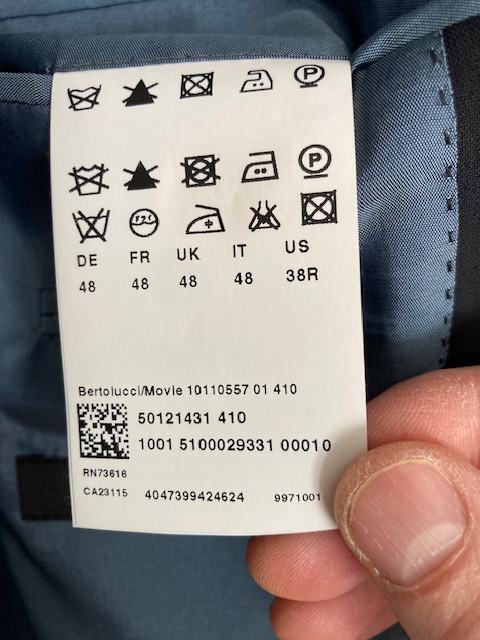 P
P
DE FR UK IT US
48 48 48 48 38R
Bertolucci/Movie 10110557 01 410
50121431 410
1001 5100029331 00010
RN73616
CA23115 4047399424624 9971001